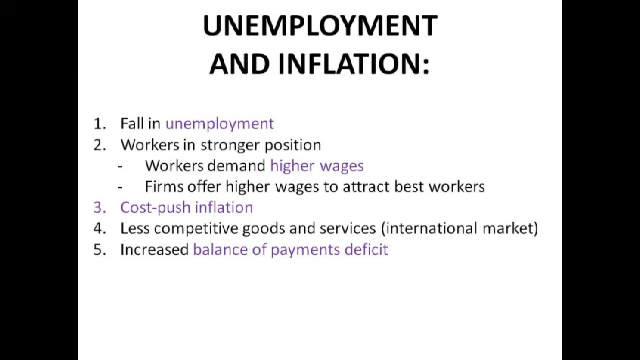 UNEMPLOYMENT
AND INFLATION:
1. Fall in unemployment
2. Workers in stronger position
- Workers demand higher wages
- Firms offer higher wages to attract best workers
3. Cost-push inflation
4. Less competitive goods and services (international market)
5. Increased balance of payments deficit